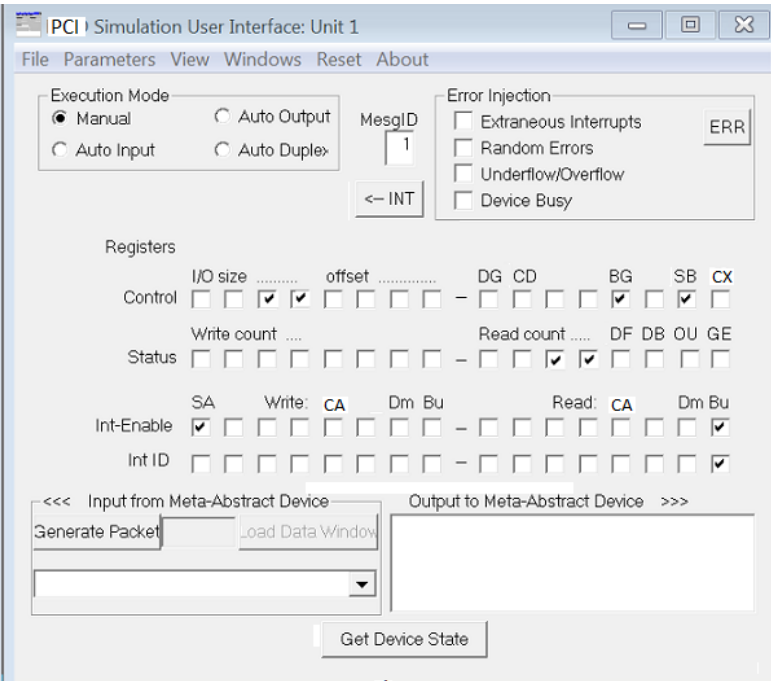 PCI Simulation User Interface: Unit 1
File Parameters View Windows Reset About
Execution Mode
Manual Auto Output
Auto Input Auto Duplex
MesgID
1
<-- INT
Error Injection
Extraneous Interrupts
Random Errors
Underflow/Overflow
Device Busy
ERR
Registers
I/O size .......... offset .............. DG CD BG SB CX
Control –
Write count .... Read count ..... DF DB OU GE
Status –
SA Write: CA Dm Bu Read: CA Dm Bu
Int-Enable –
Int ID –
<<< Input from Meta-Abstract Device
Generate Packet Load Data Window
Output to Meta-Abstract Device >>>
Get Device State